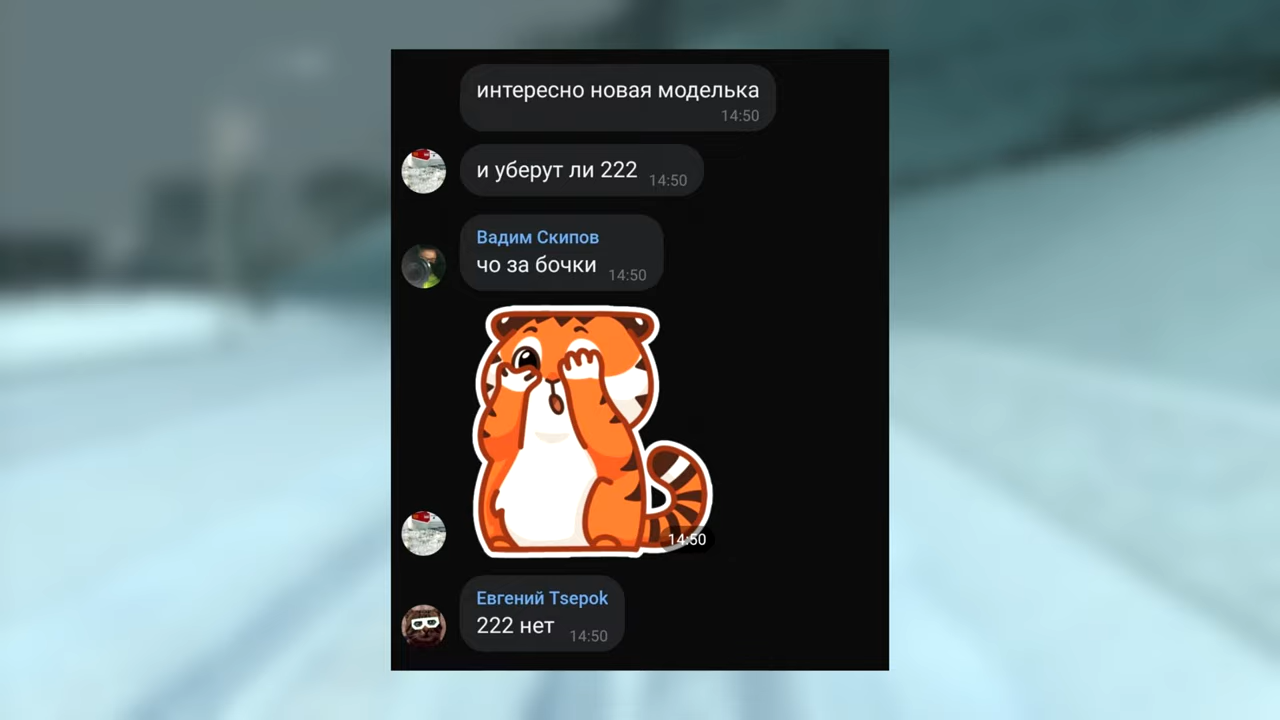 интересно новая моделька
14:50
и уберут ли 222 14:50
Вадим Скипов
чо за бочки 14:50
14:50
Евгений Tsepok
222 нет 14:50